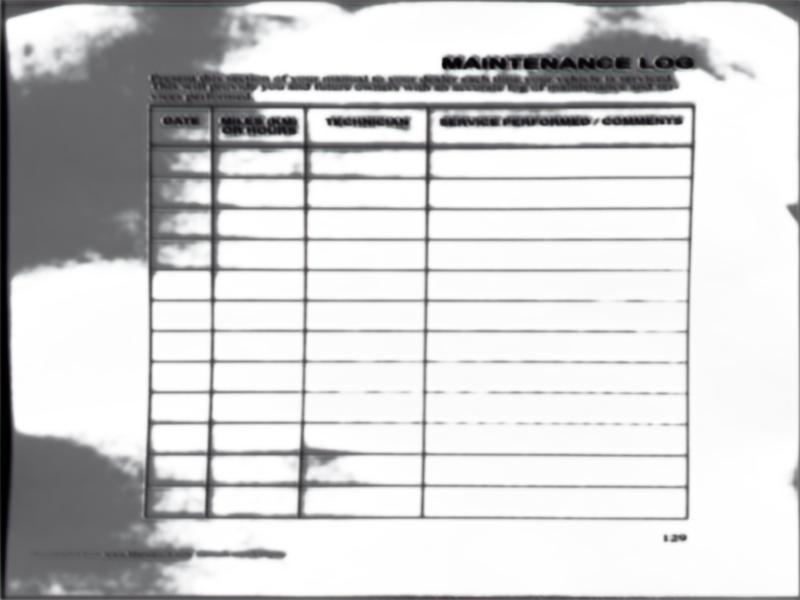 MAINTENANCE LOG
Present this section of your manual to your dealer each time your vehicle is serviced.
This will provide you and future owners with an accurate log of maintenance and ser-
vices performed.
DATE
MILES (KM)
OR HOURS
TECHNICIAN
SERVICE PERFORMED / COMMENTS
129